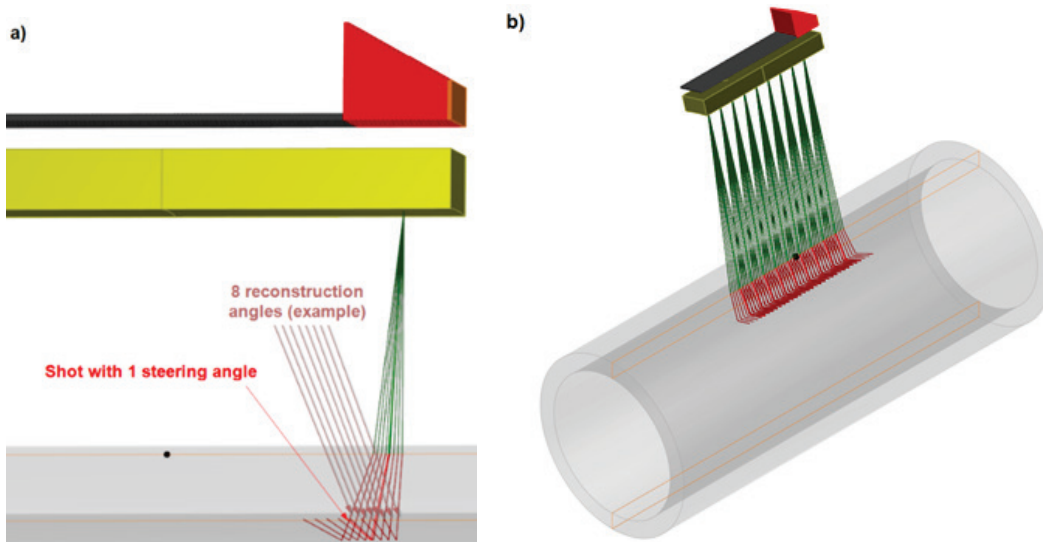 a)
b)
8 reconstruction
angles (example)
Shot with 1 steering angle